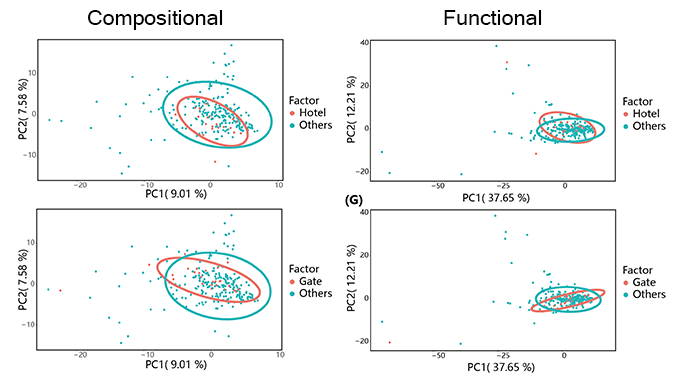 Compositional
Functional
PC2( 7.58 %)
10
0
−10
−20
−10
0
10
PC1( 9.01 %)
Factor
Hotel
Others
PC2( 12.21 %)
40
20
0
−20
−50
−25
0
PC1( 37.65 %)
Factor
Hotel
Others
(G)
PC2( 7.58 %)
10
0
−10
−20
−10
0
10
PC1( 9.01 %)
Factor
Gate
Others
PC2( 12.21 %)
40
20
0
−20
−50
−25
0
PC1( 37.65 %)
Factor
Gate
Others